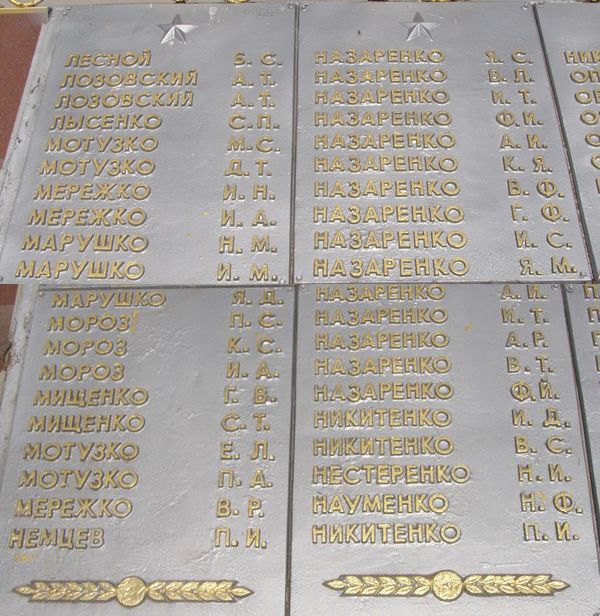 ЛЕСНОЙ Б. С.
ЛОЗОВСКИЙ А. Т.
ЛОЗОВСКИЙ А. Т.
ЛЫСЕНКО С. П.
МОТУЗКО М. С.
МОТУЗКО Д. Т.
МЕРЕЖКО И. Н.
МЕРЕЖКО И. А.
МАРУШКО Н. М.
МАРУШКО И. М.
МАРУШКО Я. Д.
МОРОЗ П. С.
МОРОЗ К. С.
МОРОЗ И. А.
МИЩЕНКО Г. В.
МИЩЕНКО С. Т.
МОТУЗКО Е. Л.
МОТУЗКО П. А.
МЕРЕЖКО В. Р.
НЕМЦЕВ П. И.
НАЗАРЕНКО Я. С.
НАЗАРЕНКО В. Л.
НАЗАРЕНКО И. Т.
НАЗАРЕНКО Ф. И.
НАЗАРЕНКО А. И.
НАЗАРЕНКО К. Я.
НАЗАРЕНКО В. Ф.
НАЗАРЕНКО Г. Ф.
НАЗАРЕНКО И. С.
НАЗАРЕНКО Я. М.
НАЗАРЕНКО А. И.
НАЗАРЕНКО И. Т.
НАЗАРЕНКО А. Р.
НАЗАРЕНКО В. Т.
НАЗАРЕНКО Ф. Й.
НИКИТЕНКО И. Д.
НИКИТЕНКО В. С.
НЕСТЕРЕНКО Н. И.
НАУМЕНКО Н. Ф.
НИКИТЕНКО П. И.